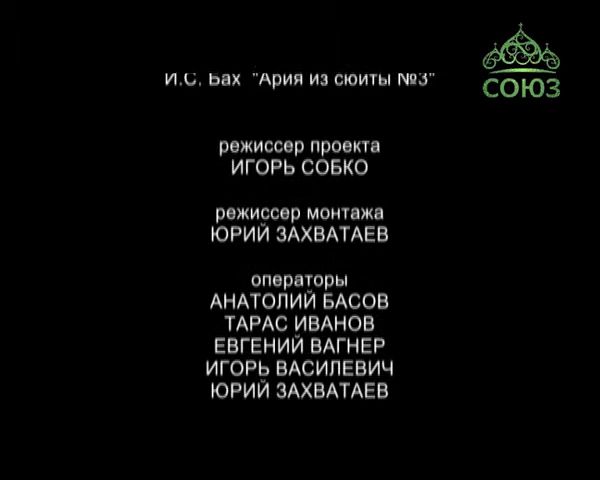 И.С. Бах "Ария из сюиты №3"
СОЮЗ
режиссер проекта
ИГОРЬ СОБКО
режиссер монтажа
ЮРИЙ ЗАХВАТАЕВ
операторы
АНАТОЛИЙ БАСОВ
ТАРАС ИВАНОВ
ЕВГЕНИЙ ВАГНЕР
ИГОРЬ ВАСИЛЕВИЧ
ЮРИЙ ЗАХВАТАЕВ